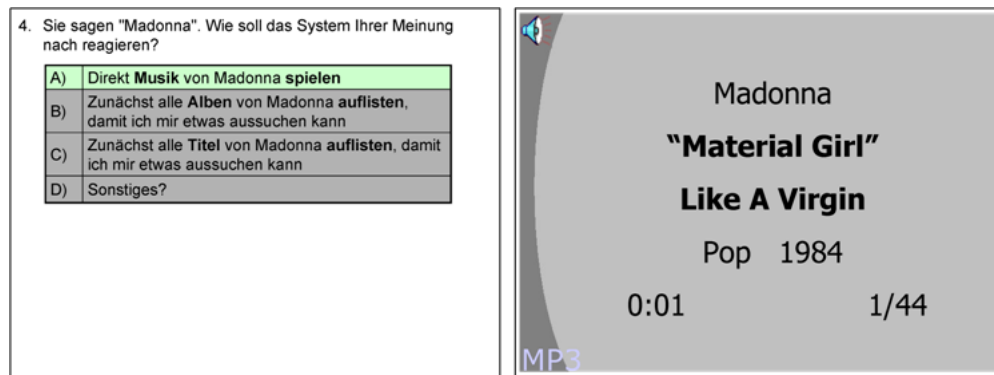 4. Sie sagen "Madonna". Wie soll das System Ihrer Meinung
nach reagieren?
A) Direkt Musik von Madonna spielen
B) Zunächst alle Alben von Madonna auflisten,
damit ich mir etwas aussuchen kann
C) Zunächst alle Titel von Madonna auflisten, damit
ich mir etwas aussuchen kann
D) Sonstiges?
Madonna
“Material Girl”
Like A Virgin
Pop 1984
0:01 1/44
MP3